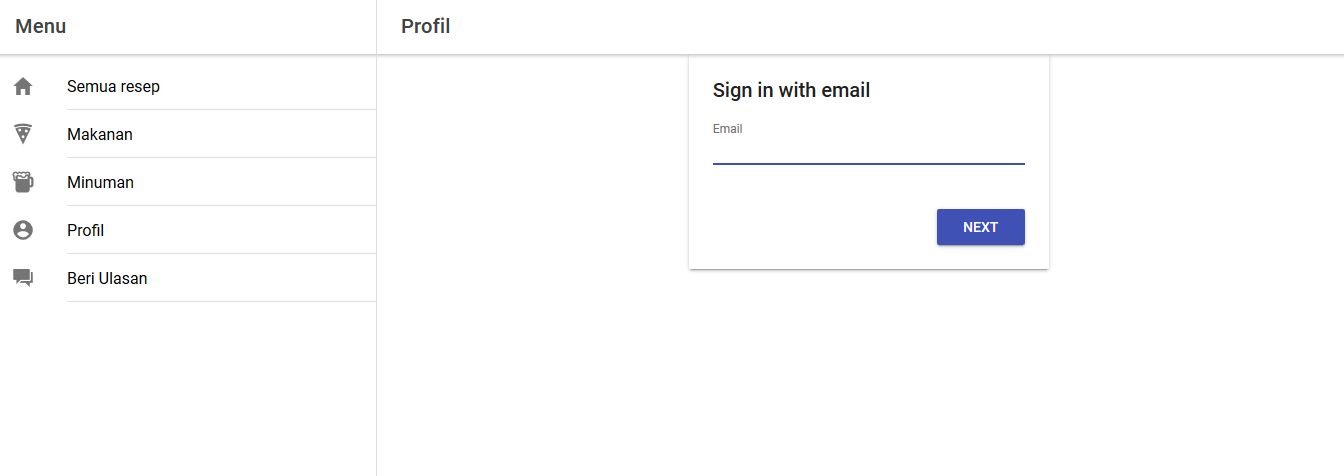 Menu
Profil
Semua resep
Makanan
Minuman
Profil
Beri Ulasan
Sign in with email
Email
NEXT